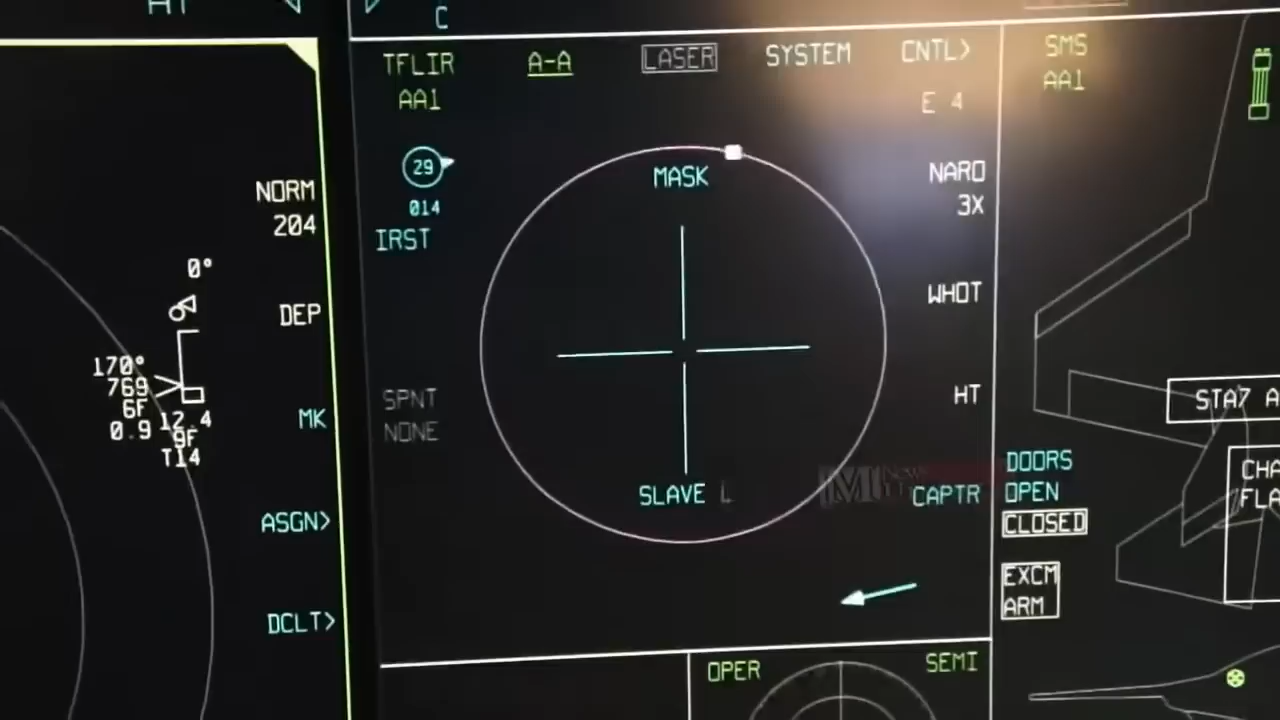 C
TFLIR
AA1
A-A
LASER
SYSTEM
CNTL>
E 4
SMS
AA1
29
014
IRST
MASK
NARO
3X
NORM
204
0°
DEP
WHOT
170°
769
6F
0.9
12.4
9F
T14
MK
SPNT
NONE
HT
STA7 A
SLAVE L
CAPTR
DOORS
OPEN
CLOSED
CHA
FLA
ASGN>
EXCM
ARM
DCLT>
OPER
SEMI